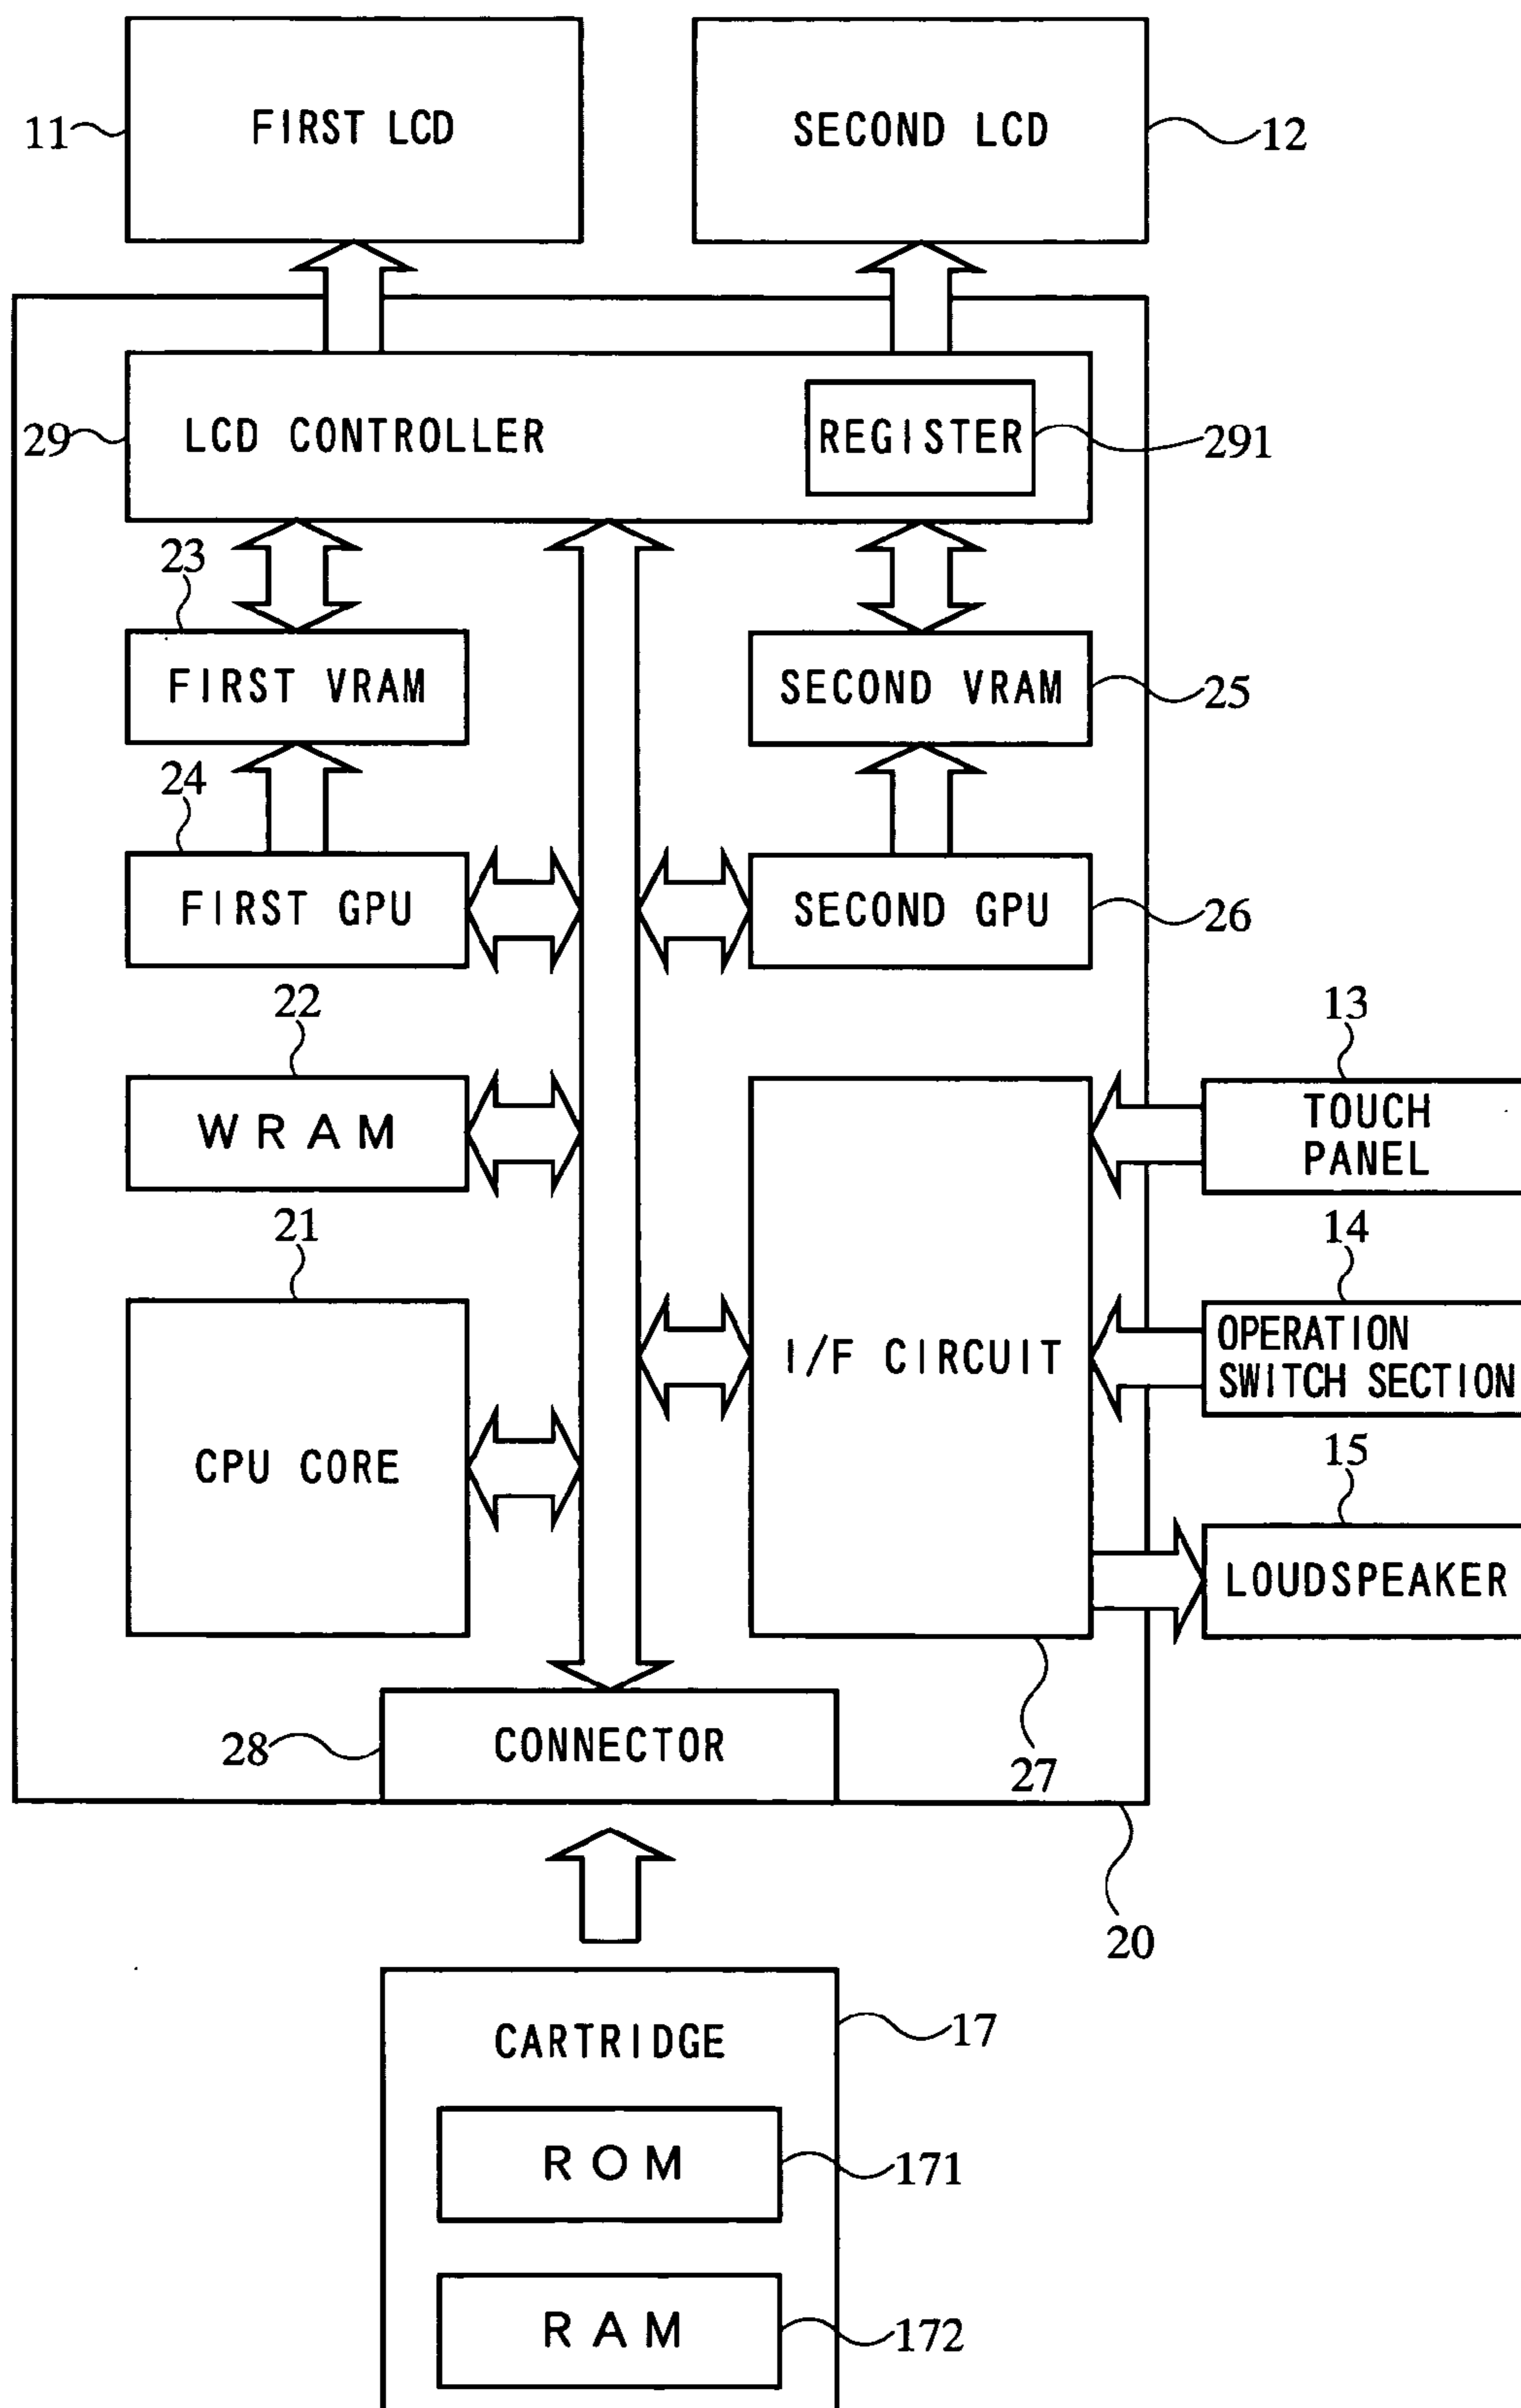 FIRST LCD
SECOND LCD
11
12
LCD CONTROLLER
REGISTER
29
291
23
FIRST VRAM
SECOND VRAM
25
24
FIRST GPU
SECOND GPU
26
22
13
WRAM
TOUCH
PANEL
21
14
I/F CIRCUIT
OPERATION
SWITCH SECTION
CPU CORE
15
LOUDSPEAKER
28
CONNECTOR
27
20
CARTRIDGE
17
ROM
171
RAM
172